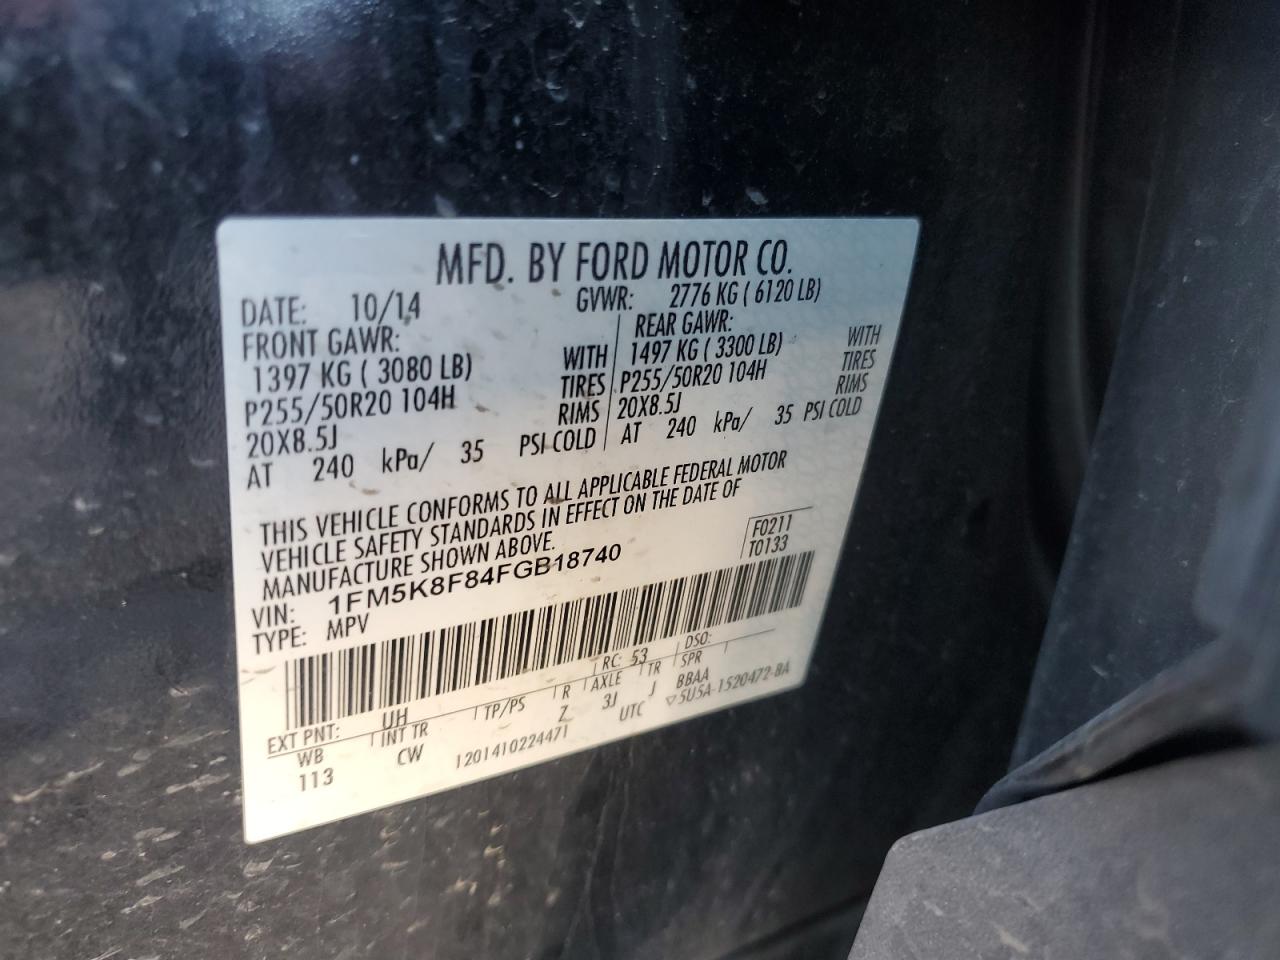 MFD. BY FORD MOTOR CO.
DATE: 10/14 GVWR: 2776 KG ( 6120 LB)
FRONT GAWR: REAR GAWR:
1397 KG ( 3080 LB) WITH 1497 KG ( 3300 LB) WITH
P255/50R20 104H TIRES P255/50R20 104H TIRES
20X8.5J RIMS 20X8.5J RIMS
AT 240 kPa/ 35 PSI COLD AT 240 kPa/ 35 PSI COLD
THIS VEHICLE CONFORMS TO ALL APPLICABLE FEDERAL MOTOR
VEHICLE SAFETY STANDARDS IN EFFECT ON THE DATE OF
MANUFACTURE SHOWN ABOVE.
F0211
T0133
VIN: 1FM5K8F84FGB18740
TYPE: MPV
EXT PNT: UH RC: 53 DSO:
WB INT TR TP/PS R AXLE TR SPR
113 CW Z 3J J BBAA
1201410224471 UTC ▽5U5A-1520472-BA